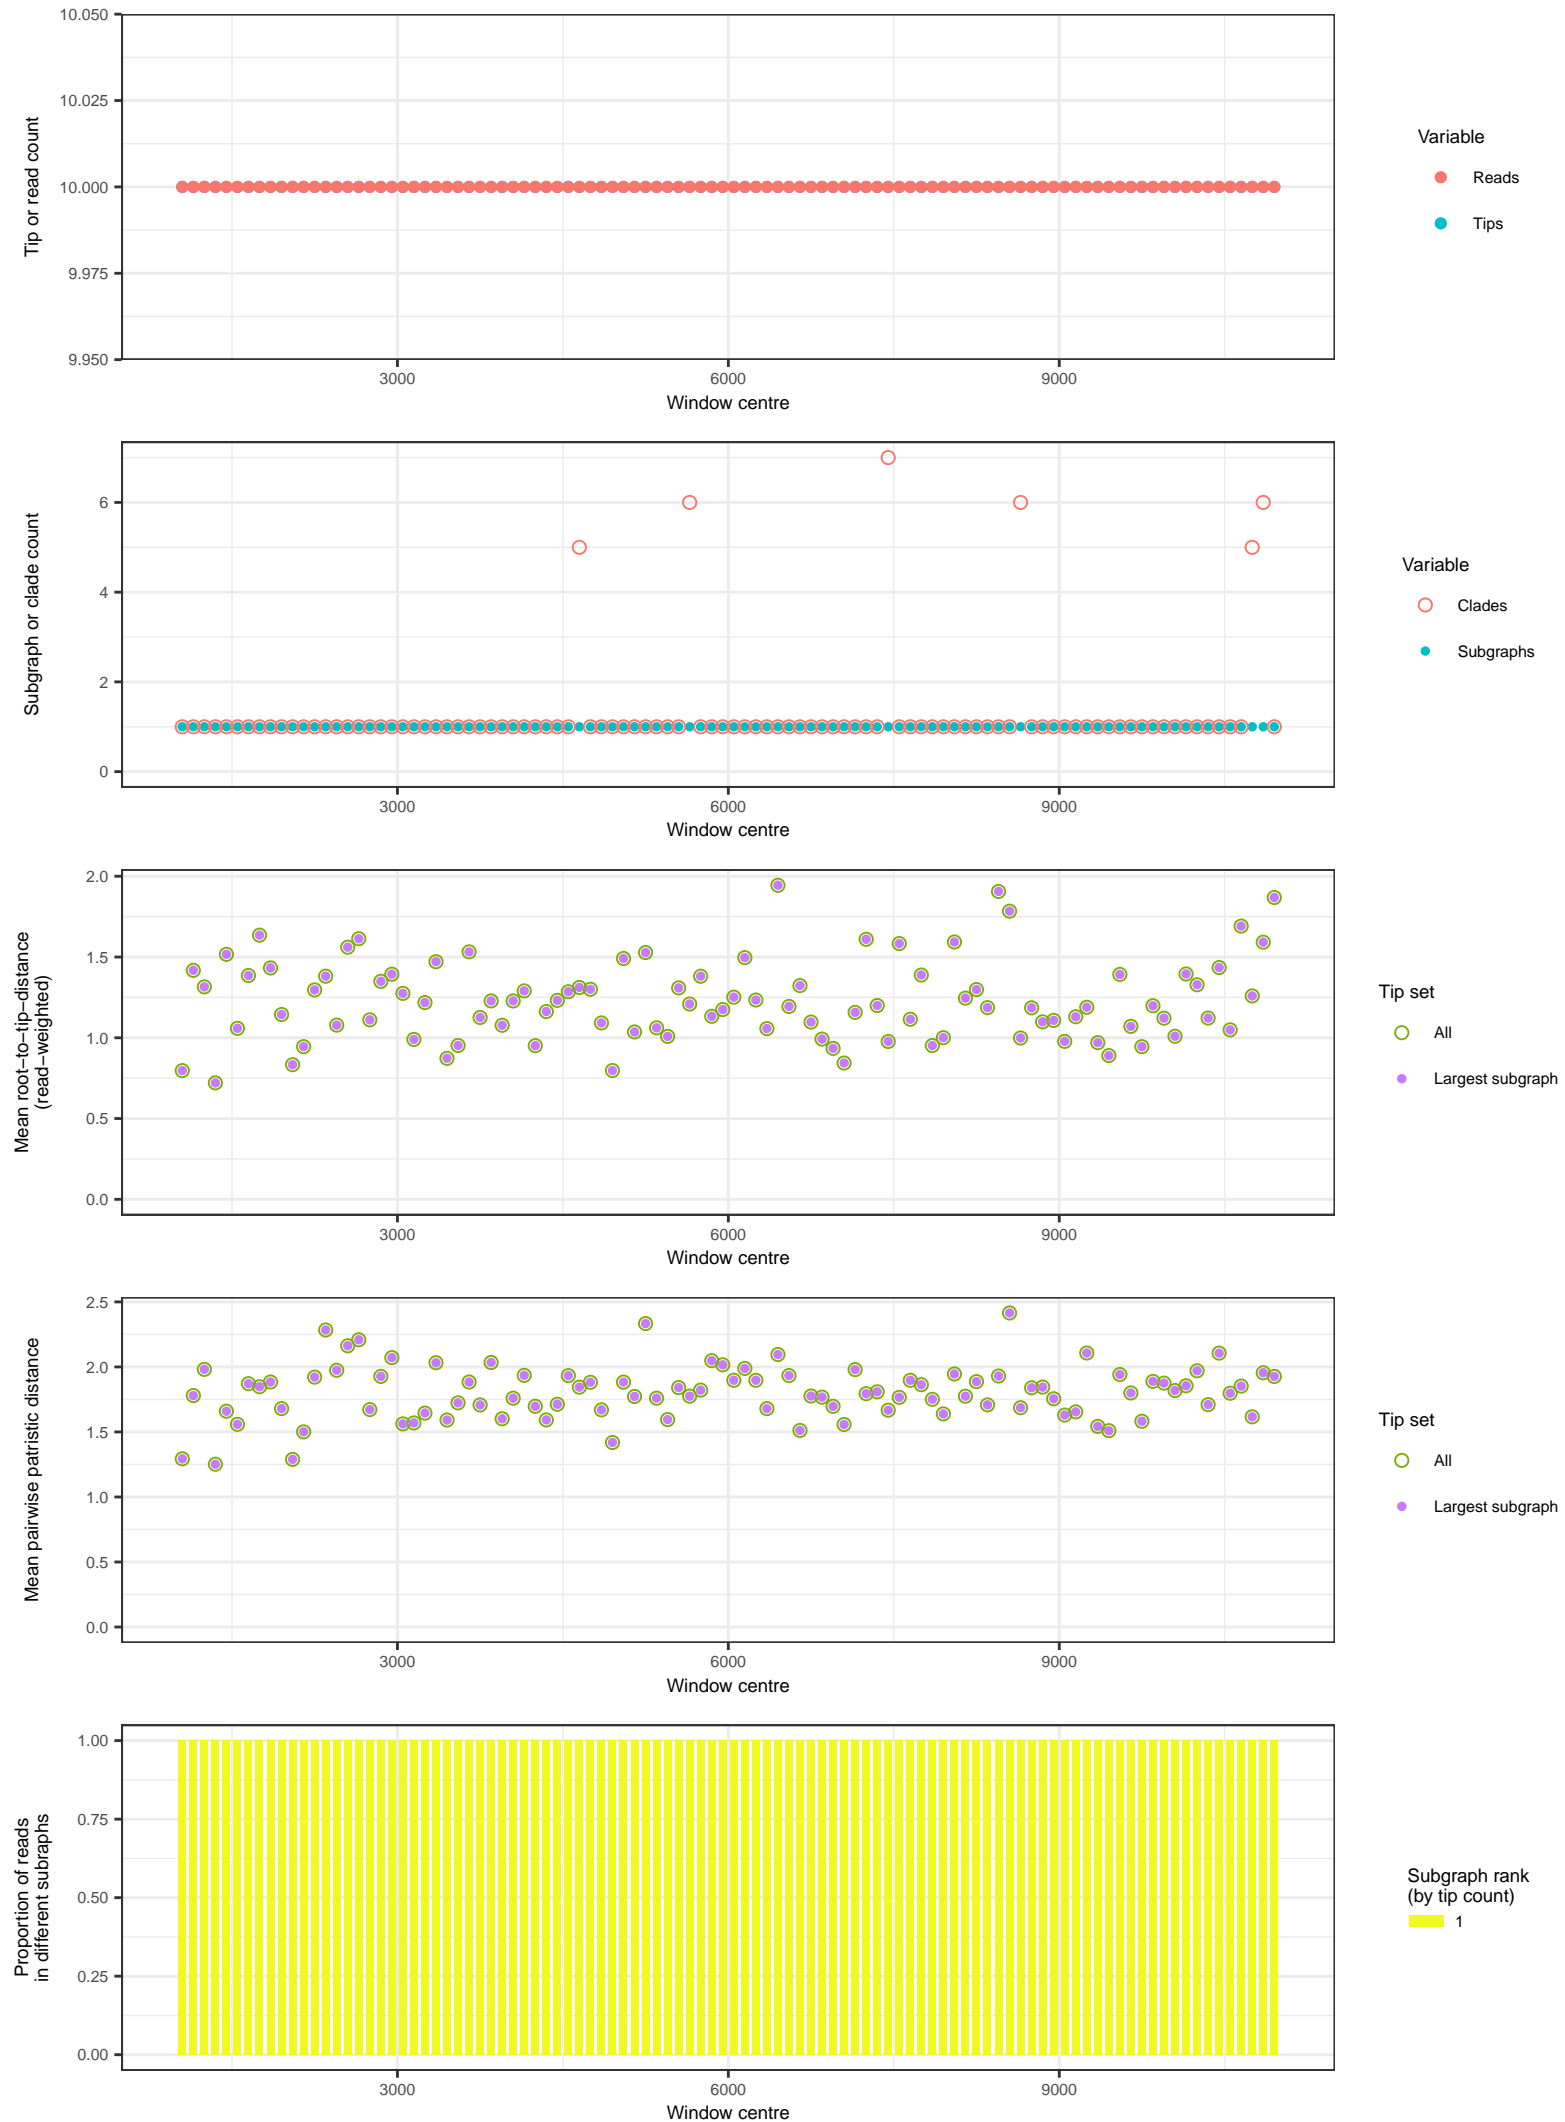 10.050
10.025
10.000
9.975
9.950
Tip or read count
3000
6000
9000
Window centre
Variable
Reads
Tips
6
4
2
0
Subgraph or clade count
3000
6000
9000
Window centre
Variable
Clades
Subgraphs
2.0
1.5
1.0
0.5
0.0
Mean root−to−tip−distance
(read−weighted)
3000
6000
9000
Window centre
Tip set
All
Largest subgraph
2.5
2.0
1.5
1.0
0.5
0.0
Mean pairwise patristic distance
3000
6000
9000
Window centre
Tip set
All
Largest subgraph
1.00
0.75
0.50
0.25
0.00
Proportion of reads
in different subraphs
3000
6000
9000
Window centre
Subgraph rank
(by tip count)
1